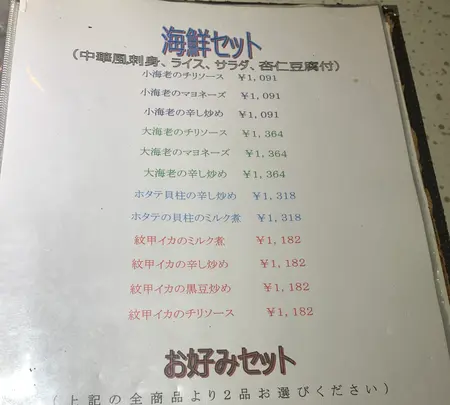 海鮮セット
(中華風刺身、ライス、サラダ、杏仁豆腐付)
小海老のチリソース ¥1,091
小海老のマヨネーズ ¥1,091
小海老の辛し炒め ¥1,091
大海老のチリソース ¥1,364
大海老のマヨネーズ ¥1,364
大海老の辛し炒め ¥1,364
ホタテ貝柱の辛し炒め ¥1,318
ホタテの貝柱のミルク煮 ¥1,318
紋甲イカのミルク煮 ¥1,182
紋甲イカの辛し炒め ¥1,182
紋甲イカの黒豆炒め ¥1,182
紋甲イカのチリソース ¥1,182
お好みセット
(上記の全商品より2品お選びください)